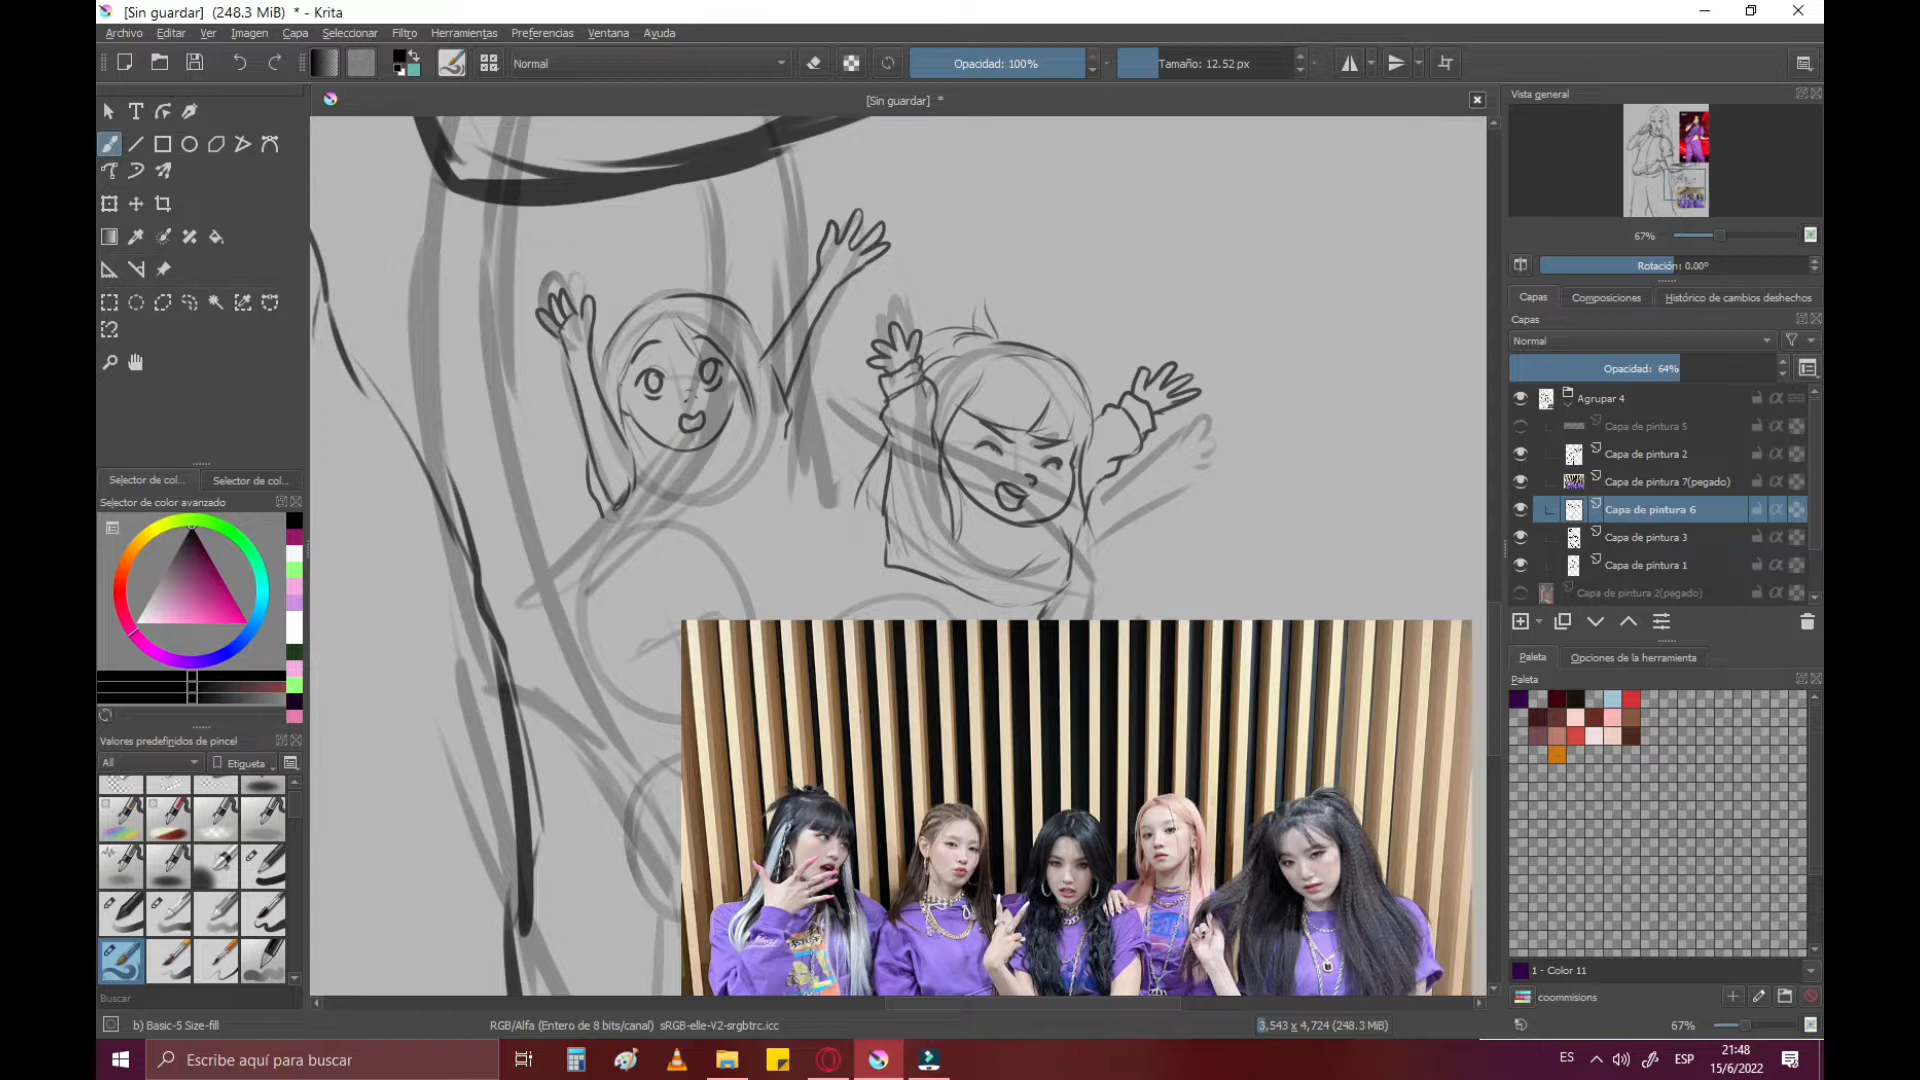 [Sin guardar] (248.3 MiB) * - Krita
Archivo Editar Ver Imagen Capa Seleccionar Filtro Herramientas Preferencias Ventana Ayuda
Normal
Opacidad: 100%
Tamaño: 12.52 px
[Sin guardar] *
Vista general
67%
Rotación: 0.00°
Capas Composiciones Histórico de cambios deshechos
Capas
Normal
Opacidad: 64%
Agrupar 4
Capa de pintura 5
Capa de pintura 2
Capa de pintura 7(pegado)
Capa de pintura 6
Capa de pintura 3
Capa de pintura 1
Capa de pintura 2(pegado)
Paleta Opciones de la herramienta
Paleta
1 - Color 11
coommisions
Selector de col... Selector de col...
Selector de color avanzado
Valores predefinidos de pincel
All Etiqueta
Buscar
b) Basic-5 Size-fill
RGB/Alfa (Entero de 8 bits/canal) sRGB-elle-V2-srgbtrc.icc
3,543 x 4,724 (248.3 MiB)
67%
Escribe aquí para buscar
ES
ESP
21:48
15/6/2022